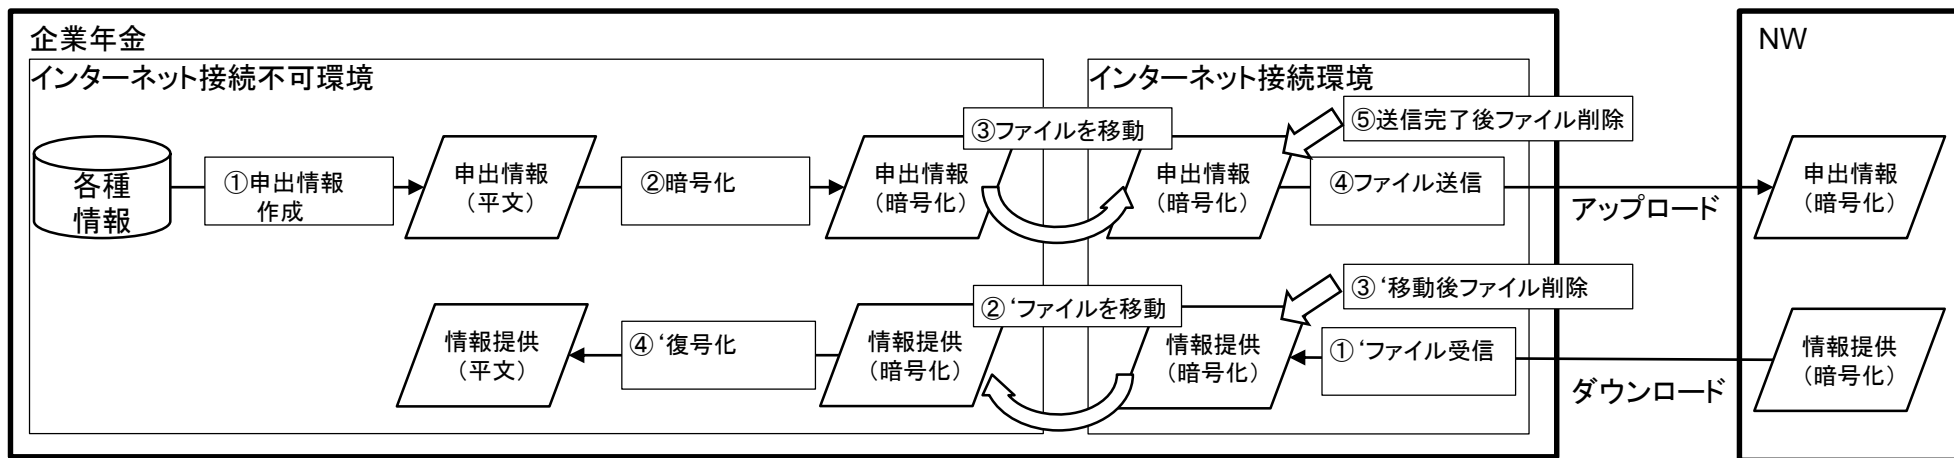 企業年金
インターネット接続不可環境
インターネット接続環境
NW
各種
情報
①申出情報
作成
申出情報
（平文）
②暗号化
申出情報
（暗号化）
③ファイルを移動
申出情報
（暗号化）
⑤送信完了後ファイル削除
④ファイル送信
アップロード
申出情報
（暗号化）
情報提供
（平文）
④‘復号化
情報提供
（暗号化）
②‘ファイルを移動
情報提供
（暗号化）
③‘移動後ファイル削除
①‘ファイル受信
ダウンロード
情報提供
（暗号化）